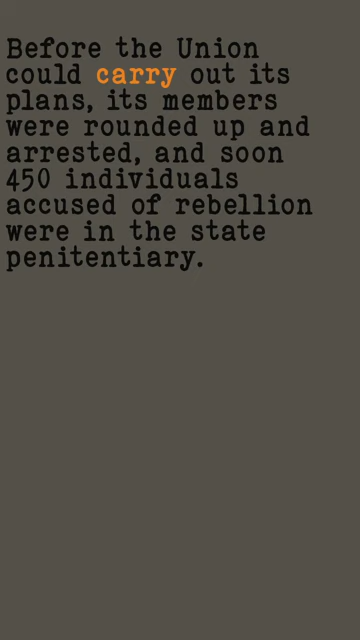 Before the Union
could carry out its
plans, its members
were rounded up and
arrested, and soon
450 individuals
accused of rebellion
were in the state
penitentiary.